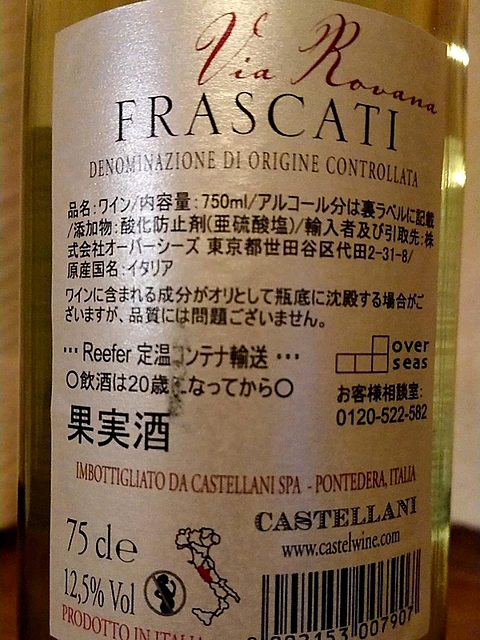 Via Rovana
FRASCATI
DENOMINAZIONE DI ORIGINE CONTROLLATA
品名:ワイン/内容量:750ml/アルコール分は裏ラベルに記載
/添加物:酸化防止剤(亜硫酸塩)/輸入者及び引取先:株
式会社オーバーシーズ 東京都世田谷区代田2-31-8/
原産国名:イタリア
ワインに含まれる成分がオリとして瓶底に沈殿する場合がご
ざいますが、品質には問題ございません。
… Reefer 定温コンテナ輸送 …
〇飲酒は20歳になってから〇
over
seas
お客様相談室:
0120-522-582
果実酒
IMBOTTIGLIATO DA CASTELLANI SPA - PONTEDERA, ITALIA
CASTELLANI
www.castelwine.com
75 cl e
12,5% Vol
PRODOTTO IN ITALIA
007907